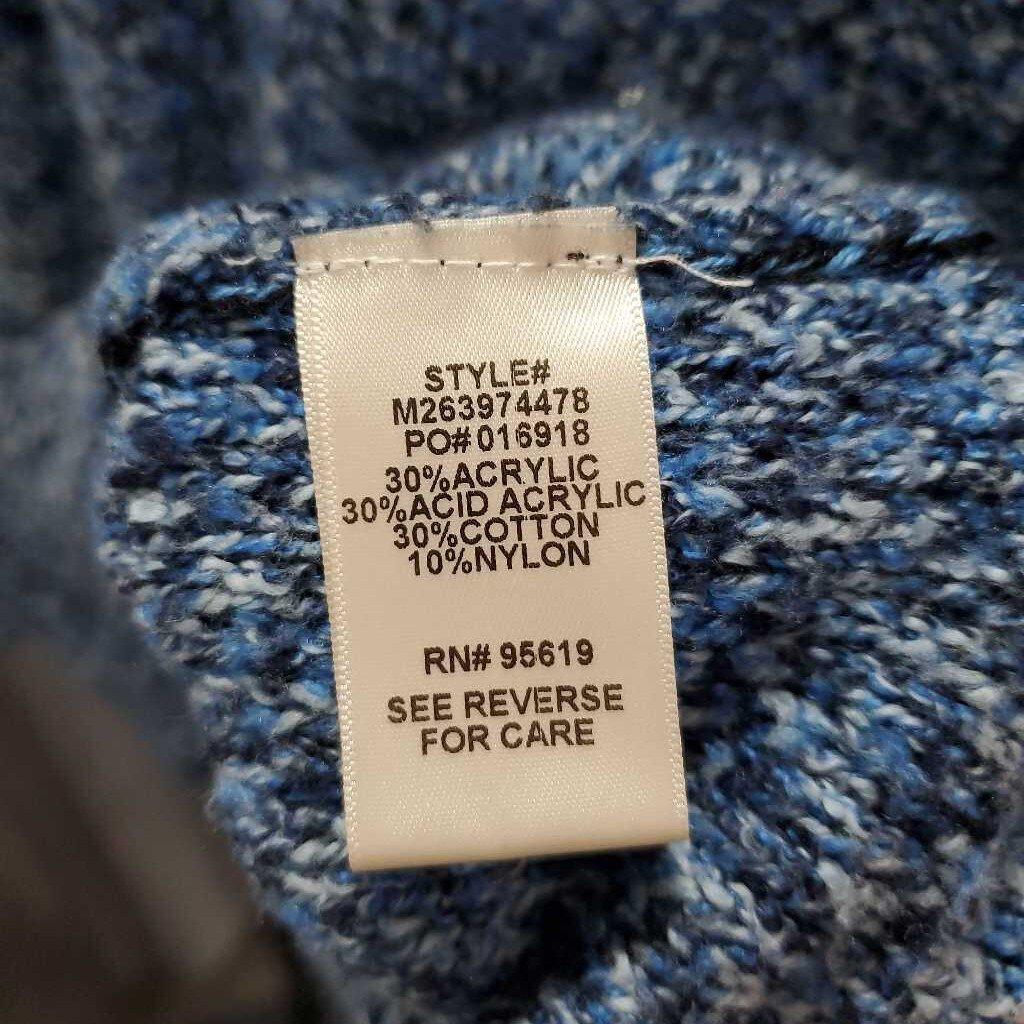 STYLE#
M263974478
PO# 016918
30%ACRYLIC
30%ACID ACRYLIC
30%COTTON
10%NYLON
RN# 95619
SEE REVERSE
FOR CARE